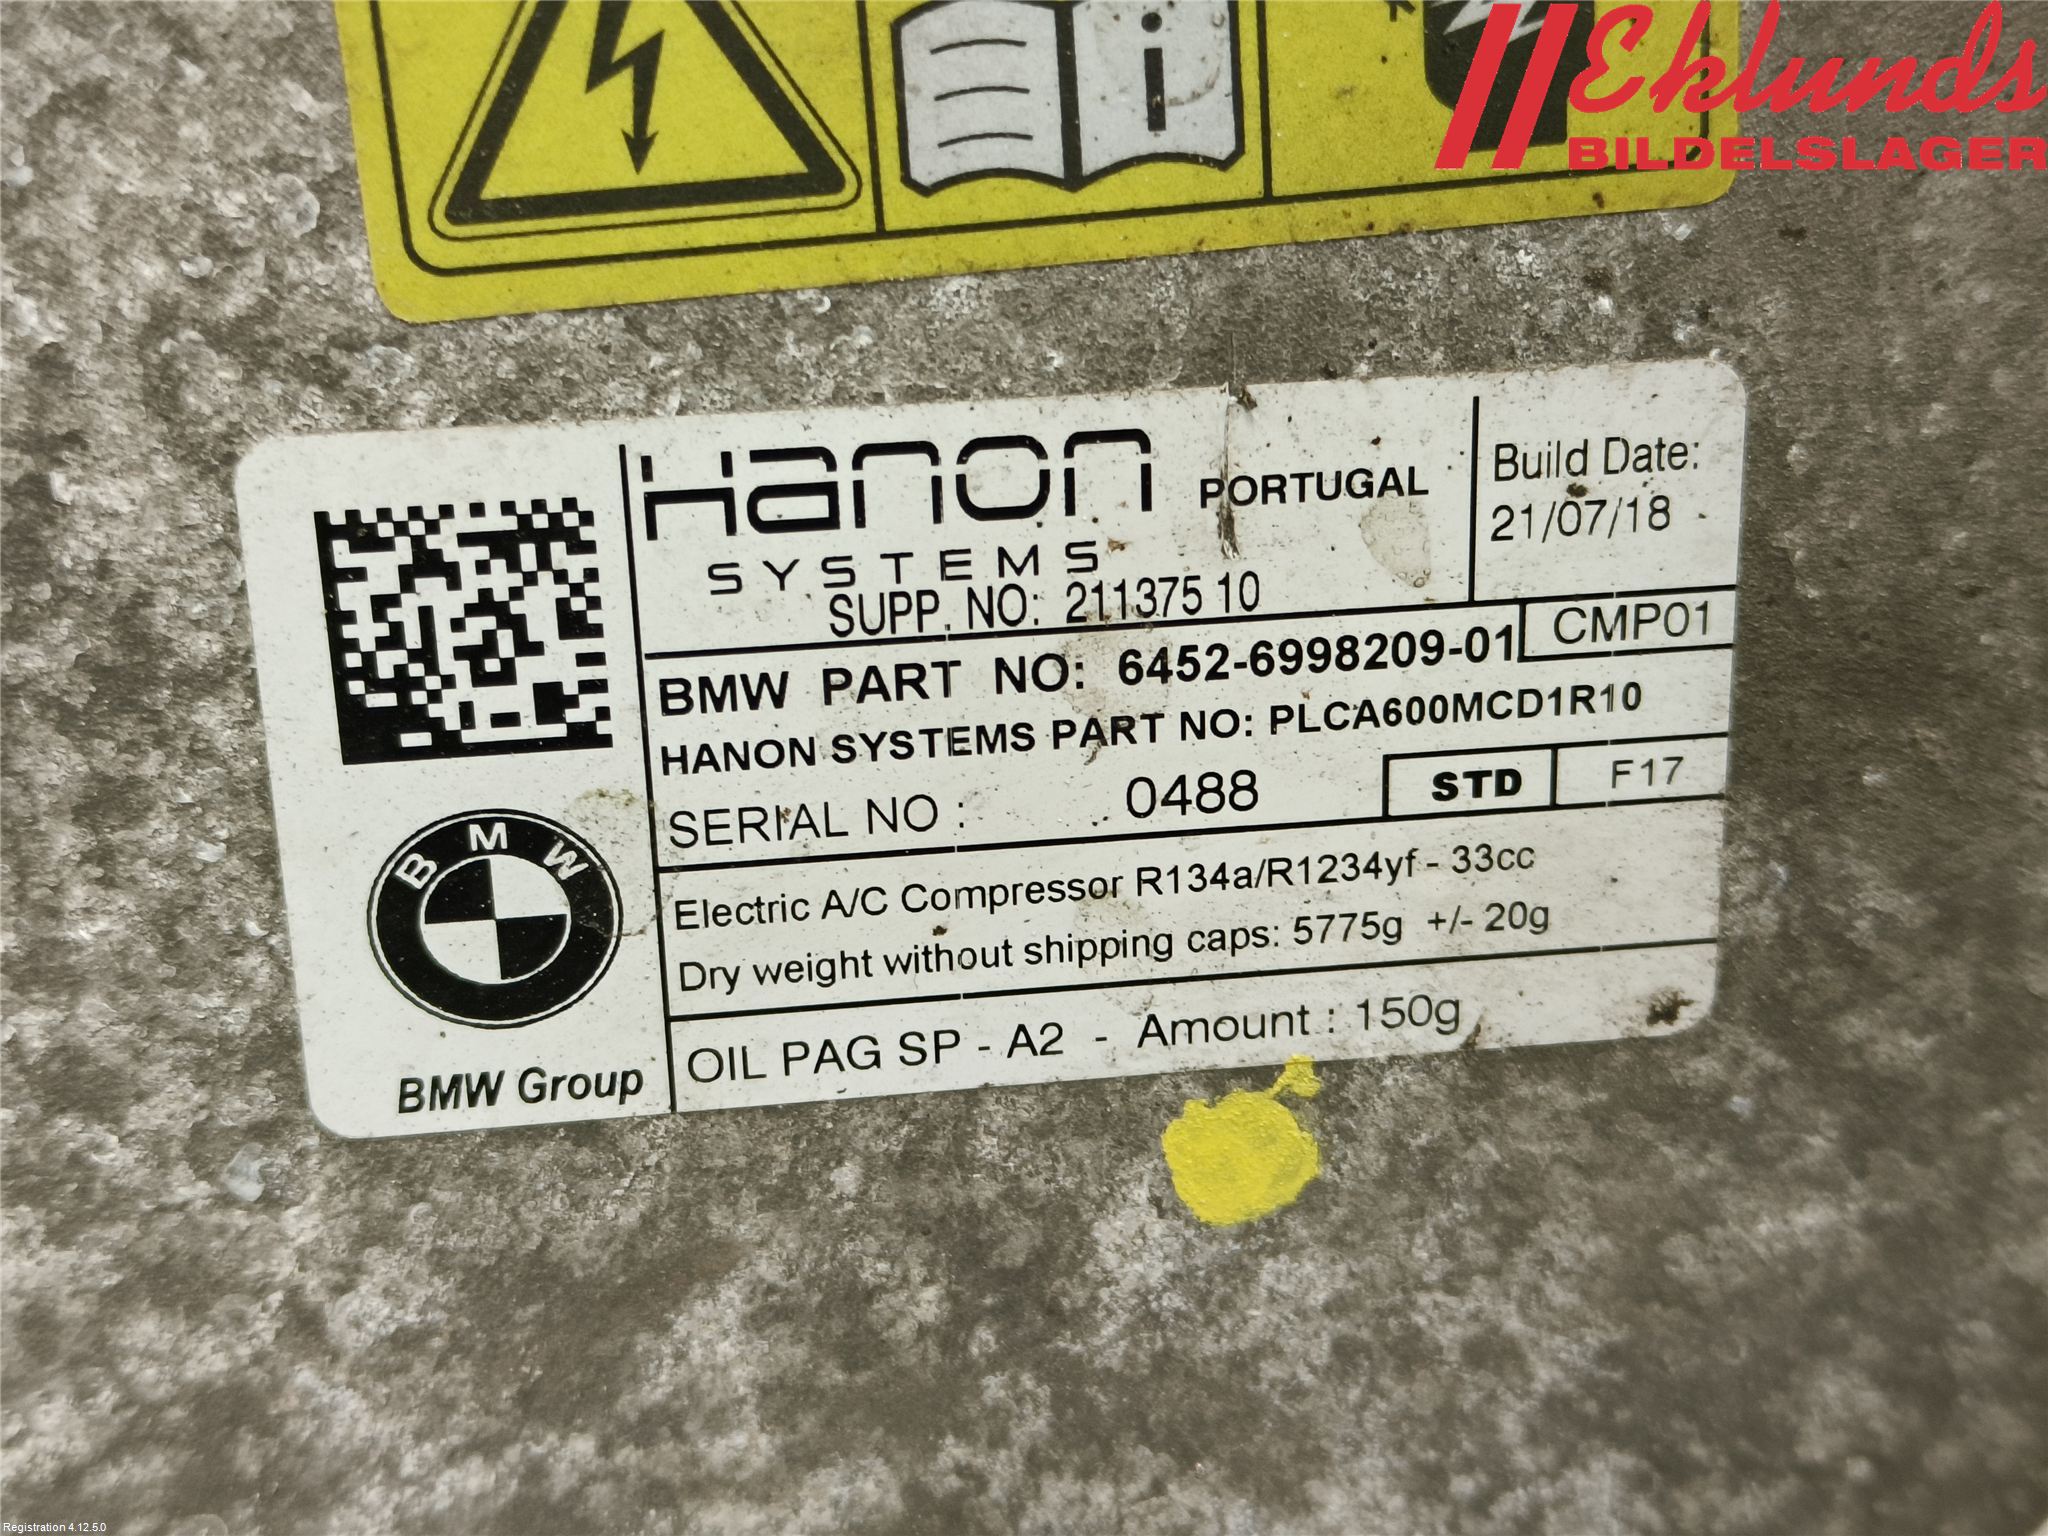 i
Eklunds
BILDELSLAGER
Hanon
SYSTEMS
PORTUGAL
Build Date:
21/07/18
SUPP. NO: 211375 10
BMW PART NO: 6452-6998209-01
CMP01
HANON SYSTEMS PART NO: PLCA600MCD1R10
SERIAL NO : 0488
STD
F17
Electric A/C Compressor R134a/R1234yf - 33cc
Dry weight without shipping caps: 5775g +/- 20g
OIL PAG SP - A2 - Amount : 150g
BMW
BMW Group
Registration 4.12.5.0